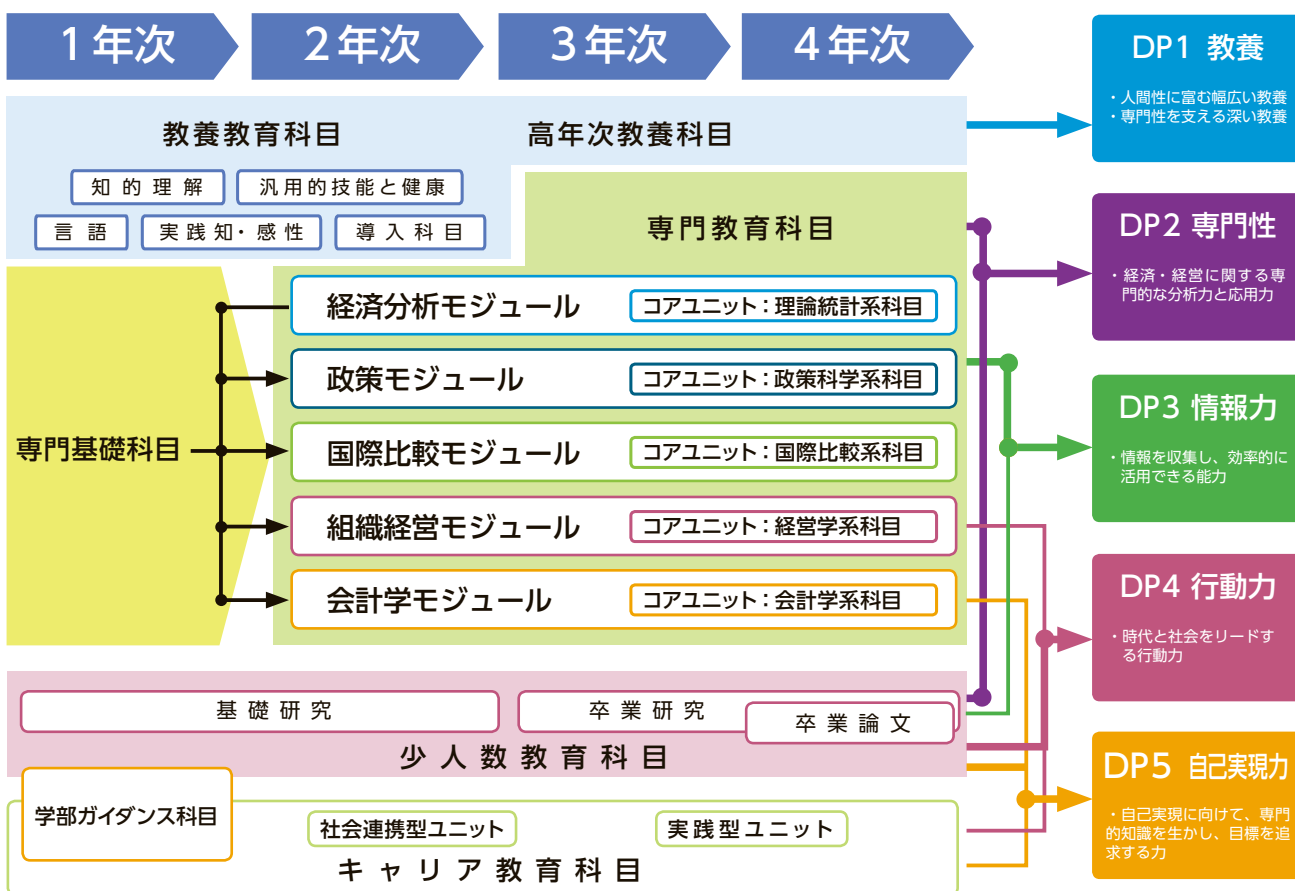 1年次
2年次
3年次
4年次
教養教育科目
高年次教養科目
知的理解
汎用的技能と健康
言語
実践知・感性
導入科目
専門教育科目
専門基礎科目
経済分析モジュール
コアユニット：理論統計系科目
政策モジュール
コアユニット：政策科学系科目
国際比較モジュール
コアユニット：国際比較系科目
組織経営モジュール
コアユニット：経営学系科目
会計学モジュール
コアユニット：会計学系科目
基礎研究
卒業研究
卒業論文
少人数教育科目
学部ガイダンス科目
社会連携型ユニット
実践型ユニット
キャリア教育科目
DP1 教養
・人間性に富む幅広い教養
・専門性を支える深い教養
DP2 専門性
・経済・経営に関する専
門的な分析力と応用力
DP3 情報力
・情報を収集し、効率的に
活用できる能力
DP4 行動力
・時代と社会をリードす
る行動力
DP5 自己実現力
・自己実現に向けて、専門
的知識を生かし、目標を追
求する力